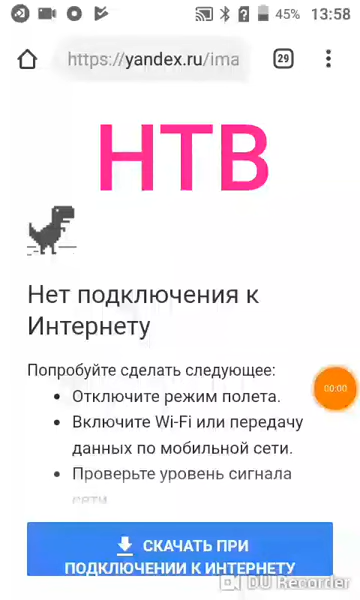 45% 13:58
https://yandex.ru/ima
29
НТВ
Нет подключения к
Интернету
Попробуйте сделать следующее:
00:00
• Отключите режим полета.
• Включите Wi-Fi или передачу
данных по мобильной сети.
• Проверьте уровень сигнала
сети.
СКАЧАТЬ ПРИ
ПОДКЛЮЧЕНИИ К ИНТЕРНЕТУ
DU Recorder